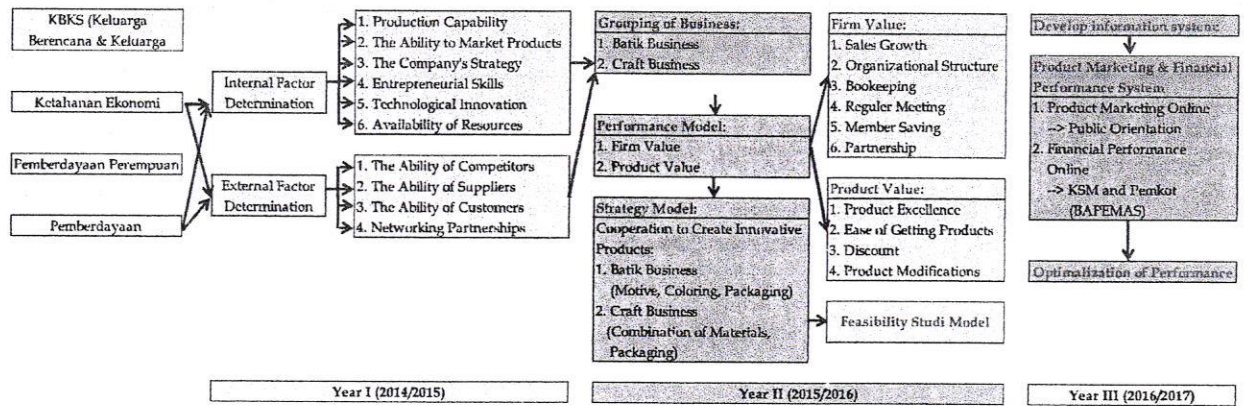 KBKS (Keluarga
Berencana & Keluarga
Ketahanan Ekonomi
Pemberdayaan Perempuan
Pemberdayaan
Internal Factor
Determination
External Factor
Determination
1. Production Capability
2. The Ability to Market Products
3. The Company's Strategy
4. Entrepreneurial Skills
5. Technological Innovation
6. Availability of Resources
1. The Ability of Competitors
2. The Ability of Suppliers
3. The Ability of Customers
4. Networking Partnerships
Grouping of Business:
1. Batik Business
2. Craft Business
Performance Model:
1. Firm Value
2. Product Value
Strategy Model:
Cooperation to Create Innovative
Products:
1. Batik Business
(Motive, Coloring, Packaging)
2. Craft Business
(Combination of Materials,
Packaging)
Firm Value:
1. Sales Growth
2. Organizational Structure
3. Bookeeping
4. Reguler Meeting
5. Member Saving
6. Partnership
Product Value:
1. Product Excellence
2. Ease of Getting Products
3. Discount
4. Product Modifications
Feasibility Studi Model
Develop information system:
Product Marketing & Financial
Performance System
1. Product Marketing Online
--> Public Orientation
2. Financial Performance
Online
--> KSM and Pemkot
(BAPEMAS)
Optimalization of Performance
Year I (2014/2015)
Year II (2015/2016)
Year III (2016/2017)